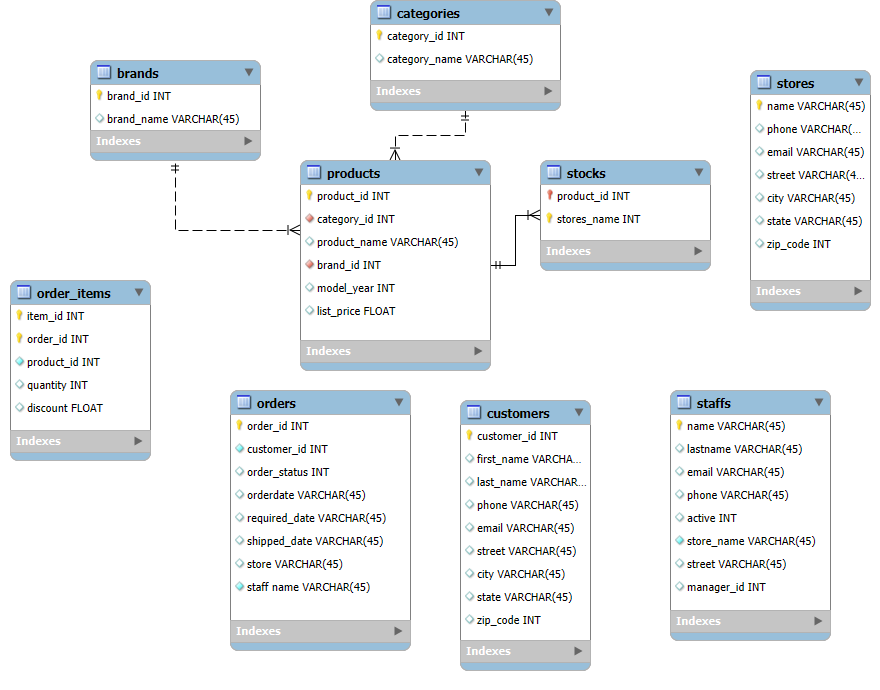 categories
category_id INT
category_name VARCHAR(45)
Indexes
brands
brand_id INT
brand_name VARCHAR(45)
Indexes
stores
name VARCHAR(45)
phone VARCHAR(...
email VARCHAR(45)
street VARCHAR(4...
city VARCHAR(45)
state VARCHAR(45)
zip_code INT
Indexes
products
product_id INT
category_id INT
product_name VARCHAR(45)
brand_id INT
model_year INT
list_price FLOAT
Indexes
stocks
product_id INT
stores_name INT
Indexes
order_items
item_id INT
order_id INT
product_id INT
quantity INT
discount FLOAT
Indexes
orders
order_id INT
customer_id INT
order_status INT
orderdate VARCHAR(45)
required_date VARCHAR(45)
shipped_date VARCHAR(45)
store VARCHAR(45)
staff name VARCHAR(45)
Indexes
customers
customer_id INT
first_name VARCHA...
last_name VARCHAR...
phone VARCHAR(45)
email VARCHAR(45)
street VARCHAR(45)
city VARCHAR(45)
state VARCHAR(45)
zip_code INT
Indexes
staffs
name VARCHAR(45)
lastname VARCHAR(45)
email VARCHAR(45)
phone VARCHAR(45)
active INT
store_name VARCHAR(45)
street VARCHAR(45)
manager_id INT
Indexes